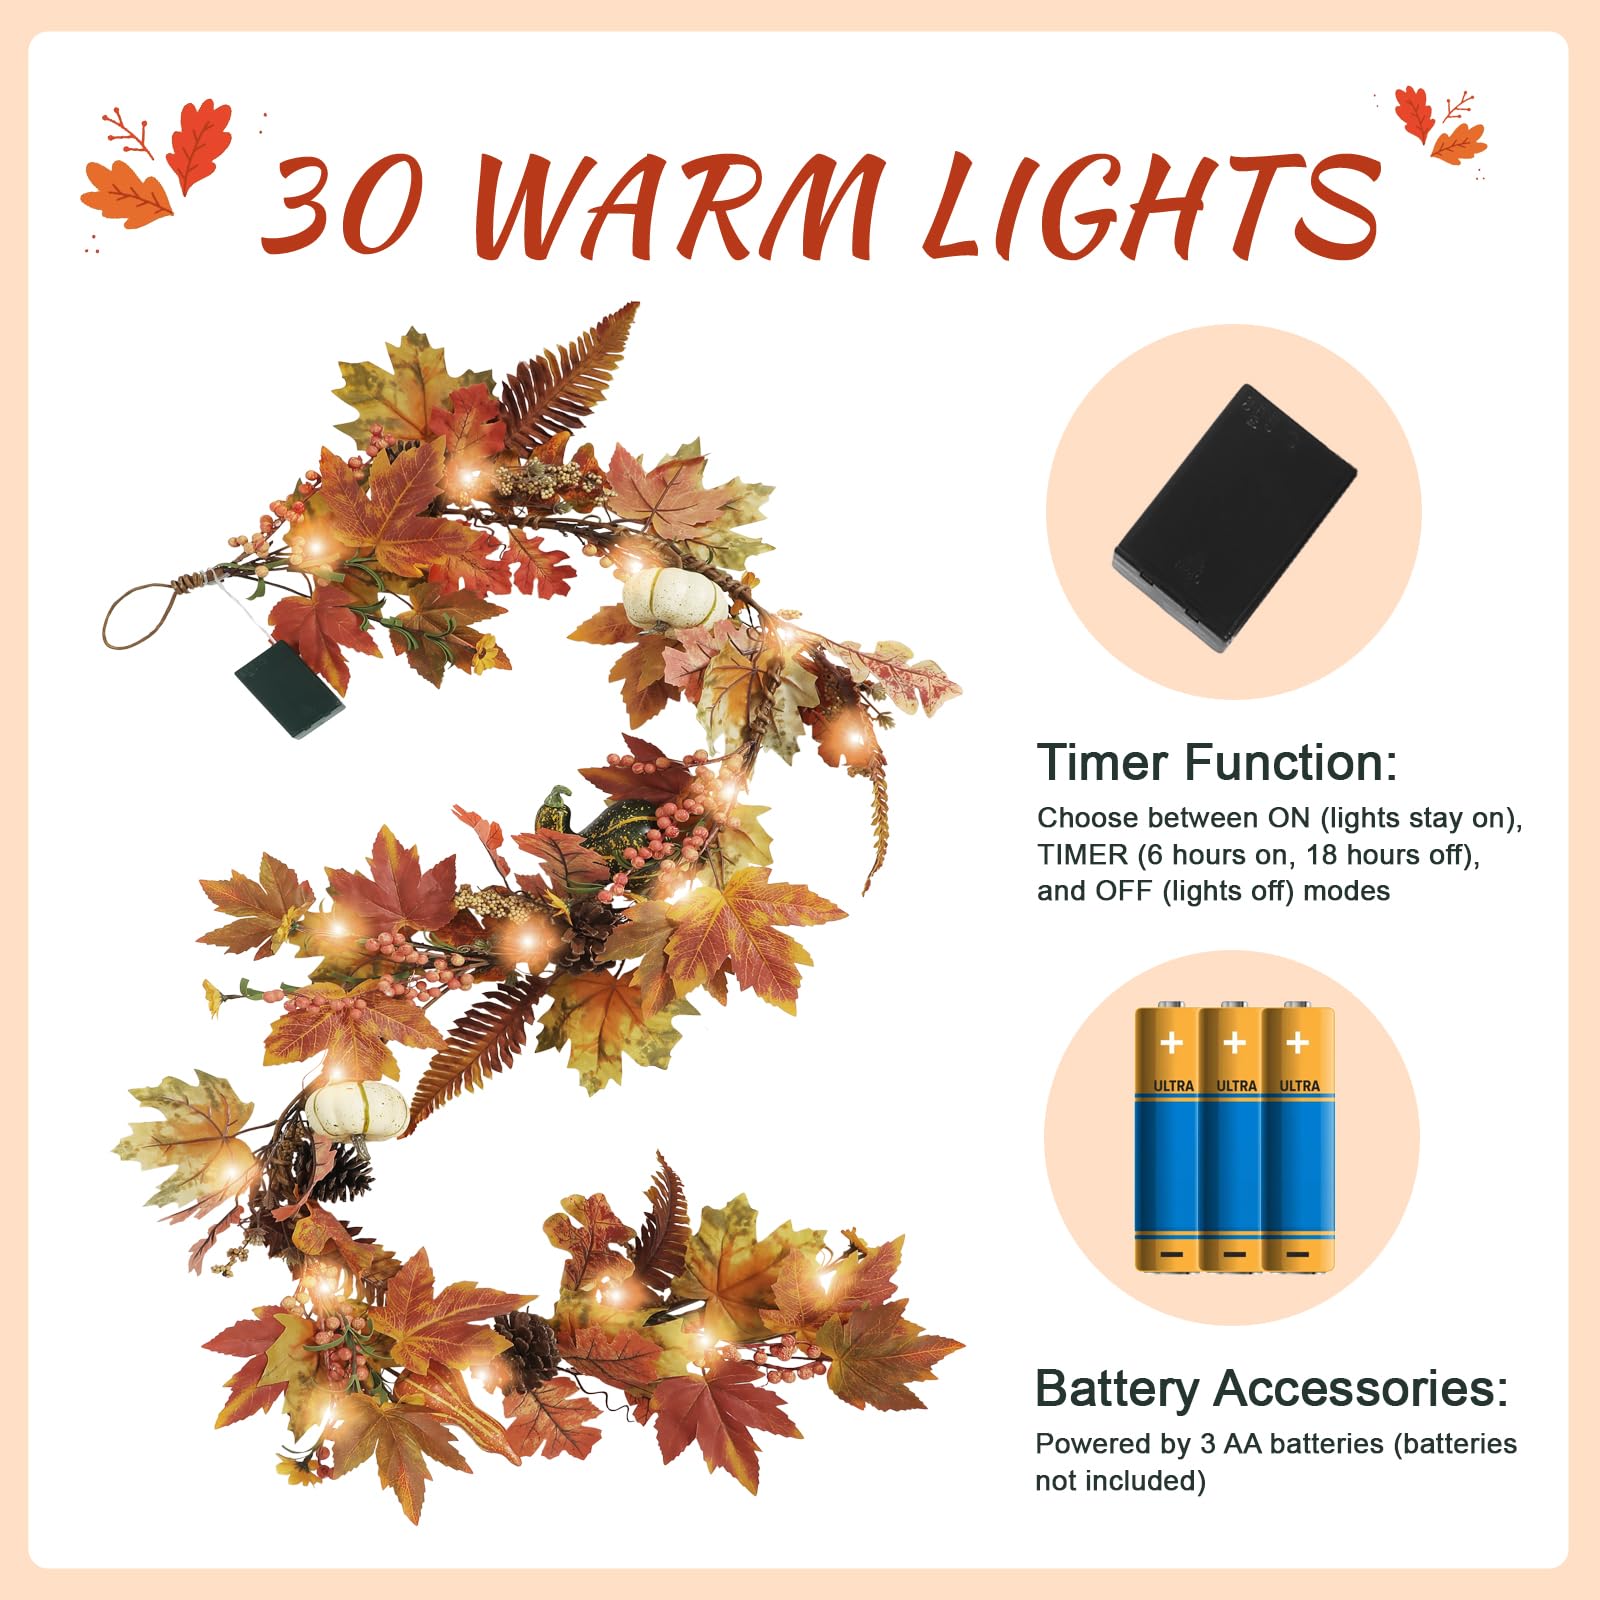 30 WARM LIGHTS
Timer Function:
Choose between ON (lights stay on),
TIMER (6 hours on, 18 hours off),
and OFF (lights off) modes
+ + +
ULTRA ULTRA ULTRA
- - -
Battery Accessories:
Powered by 3 AA batteries (batteries
not included)